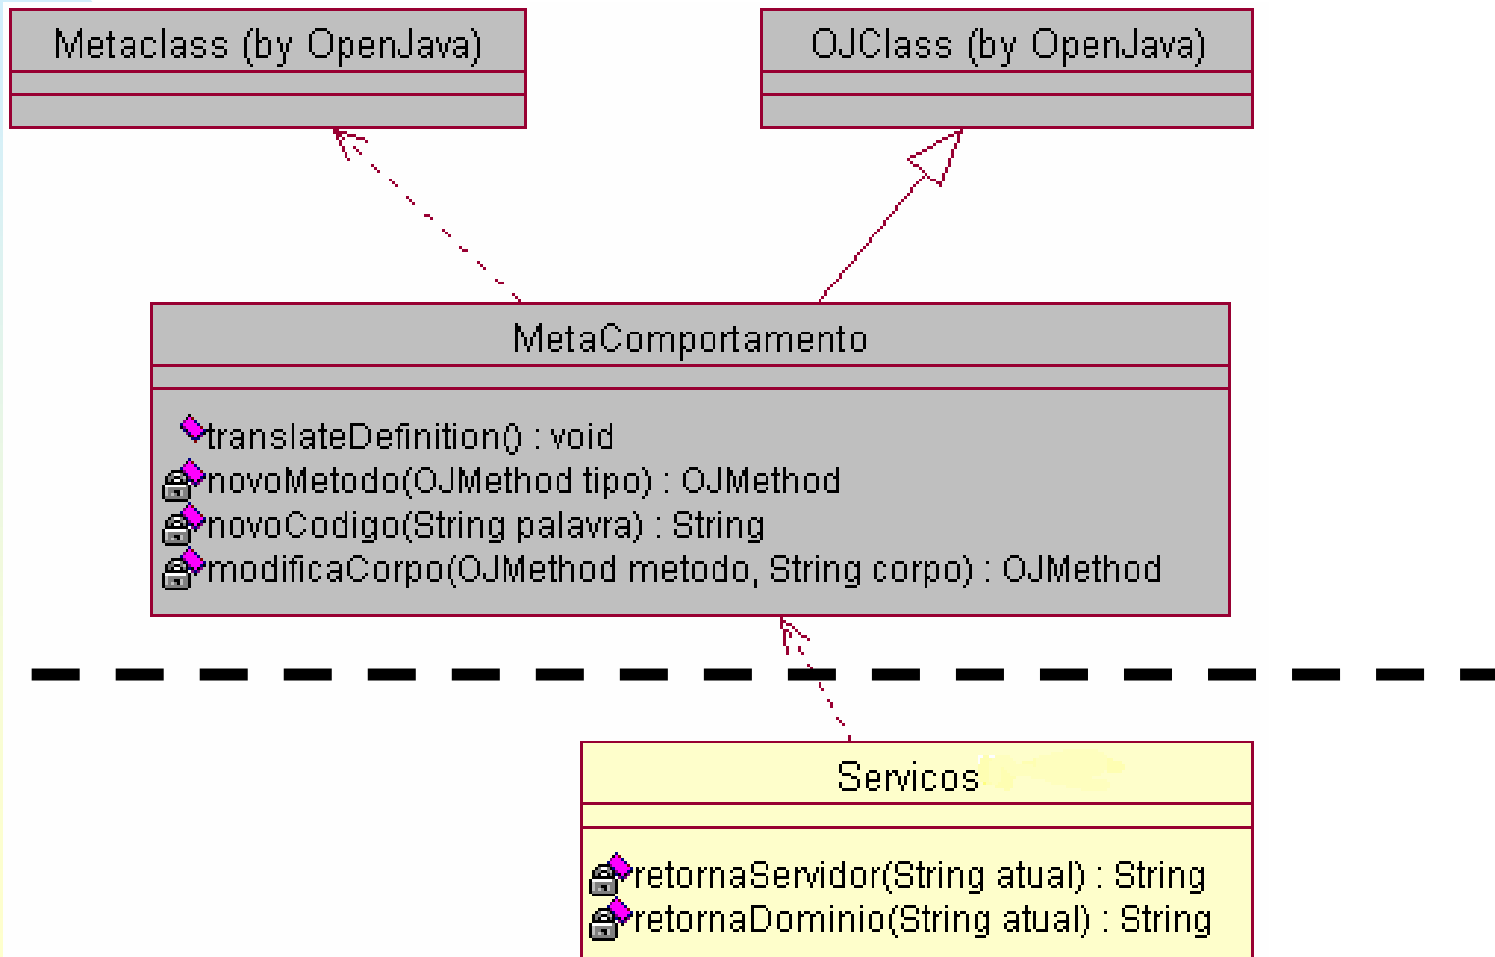 Metaclass (by OpenJava)
OJClass (by OpenJava)
MetaComportamento
translateDefinition() : void
novoMetodo(OJMethod tipo) : OJMethod
novoCodigo(String palavra) : String
modificaCorpo(OJMethod metodo, String corpo) : OJMethod
Servicos
retornaServidor(String atual) : String
retornaDominio(String atual) : String